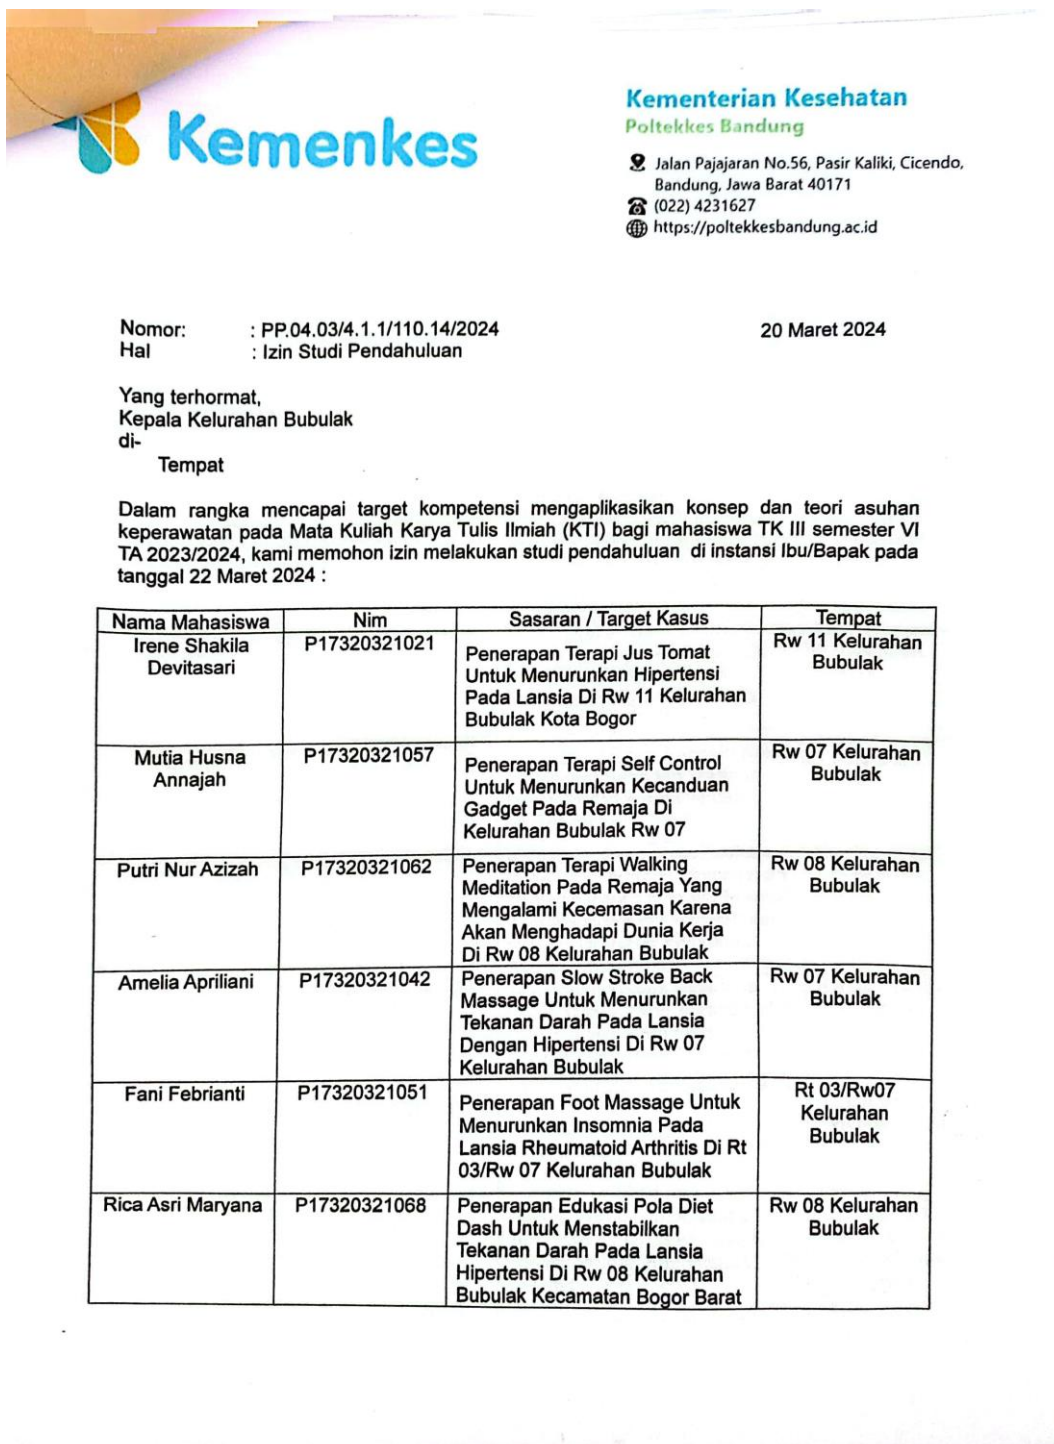 Kemenkes
Kementerian Kesehatan
Poltekkes Bandung
Jalan Pajajaran No.56, Pasir Kaliki, Cicendo,
Bandung, Jawa Barat 40171
(022) 4231627
https://poltekkesbandung.ac.id
Nomor: : PP.04.03/4.1.1/110.14/2024 20 Maret 2024
Hal : Izin Studi Pendahuluan
Yang terhormat,
Kepala Kelurahan Bubulak
di-
Tempat
Dalam rangka mencapai target kompetensi mengaplikasikan konsep dan teori asuhan
keperawatan pada Mata Kuliah Karya Tulis Ilmiah (KTI) bagi mahasiswa TK III semester VI
TA 2023/2024, kami memohon izin melakukan studi pendahuluan di instansi Ibu/Bapak pada
tanggal 22 Maret 2024 :
Nama Mahasiswa Nim Sasaran / Target Kasus Tempat
Irene Shakila
Devitasari
P17320321021
Penerapan Terapi Jus Tomat
Untuk Menurunkan Hipertensi
Pada Lansia Di Rw 11 Kelurahan
Bubulak Kota Bogor
Rw 11 Kelurahan
Bubulak
Mutia Husna
Annajah
P17320321057
Penerapan Terapi Self Control
Untuk Menurunkan Kecanduan
Gadget Pada Remaja Di
Kelurahan Bubulak Rw 07
Rw 07 Kelurahan
Bubulak
Putri Nur Azizah
P17320321062
Penerapan Terapi Walking
Meditation Pada Remaja Yang
Mengalami Kecemasan Karena
Akan Menghadapi Dunia Kerja
Di Rw 08 Kelurahan Bubulak
Rw 08 Kelurahan
Bubulak
Amelia Apriliani
P17320321042
Penerapan Slow Stroke Back
Massage Untuk Menurunkan
Tekanan Darah Pada Lansia
Dengan Hipertensi Di Rw 07
Kelurahan Bubulak
Rw 07 Kelurahan
Bubulak
Fani Febrianti
P17320321051
Penerapan Foot Massage Untuk
Menurunkan Insomnia Pada
Lansia Rheumatoid Arthritis Di Rt
03/Rw 07 Kelurahan Bubulak
Rt 03/Rw07
Kelurahan
Bubulak
Rica Asri Maryana
P17320321068
Penerapan Edukasi Pola Diet
Dash Untuk Menstabilkan
Tekanan Darah Pada Lansia
Hipertensi Di Rw 08 Kelurahan
Bubulak Kecamatan Bogor Barat
Rw 08 Kelurahan
Bubulak